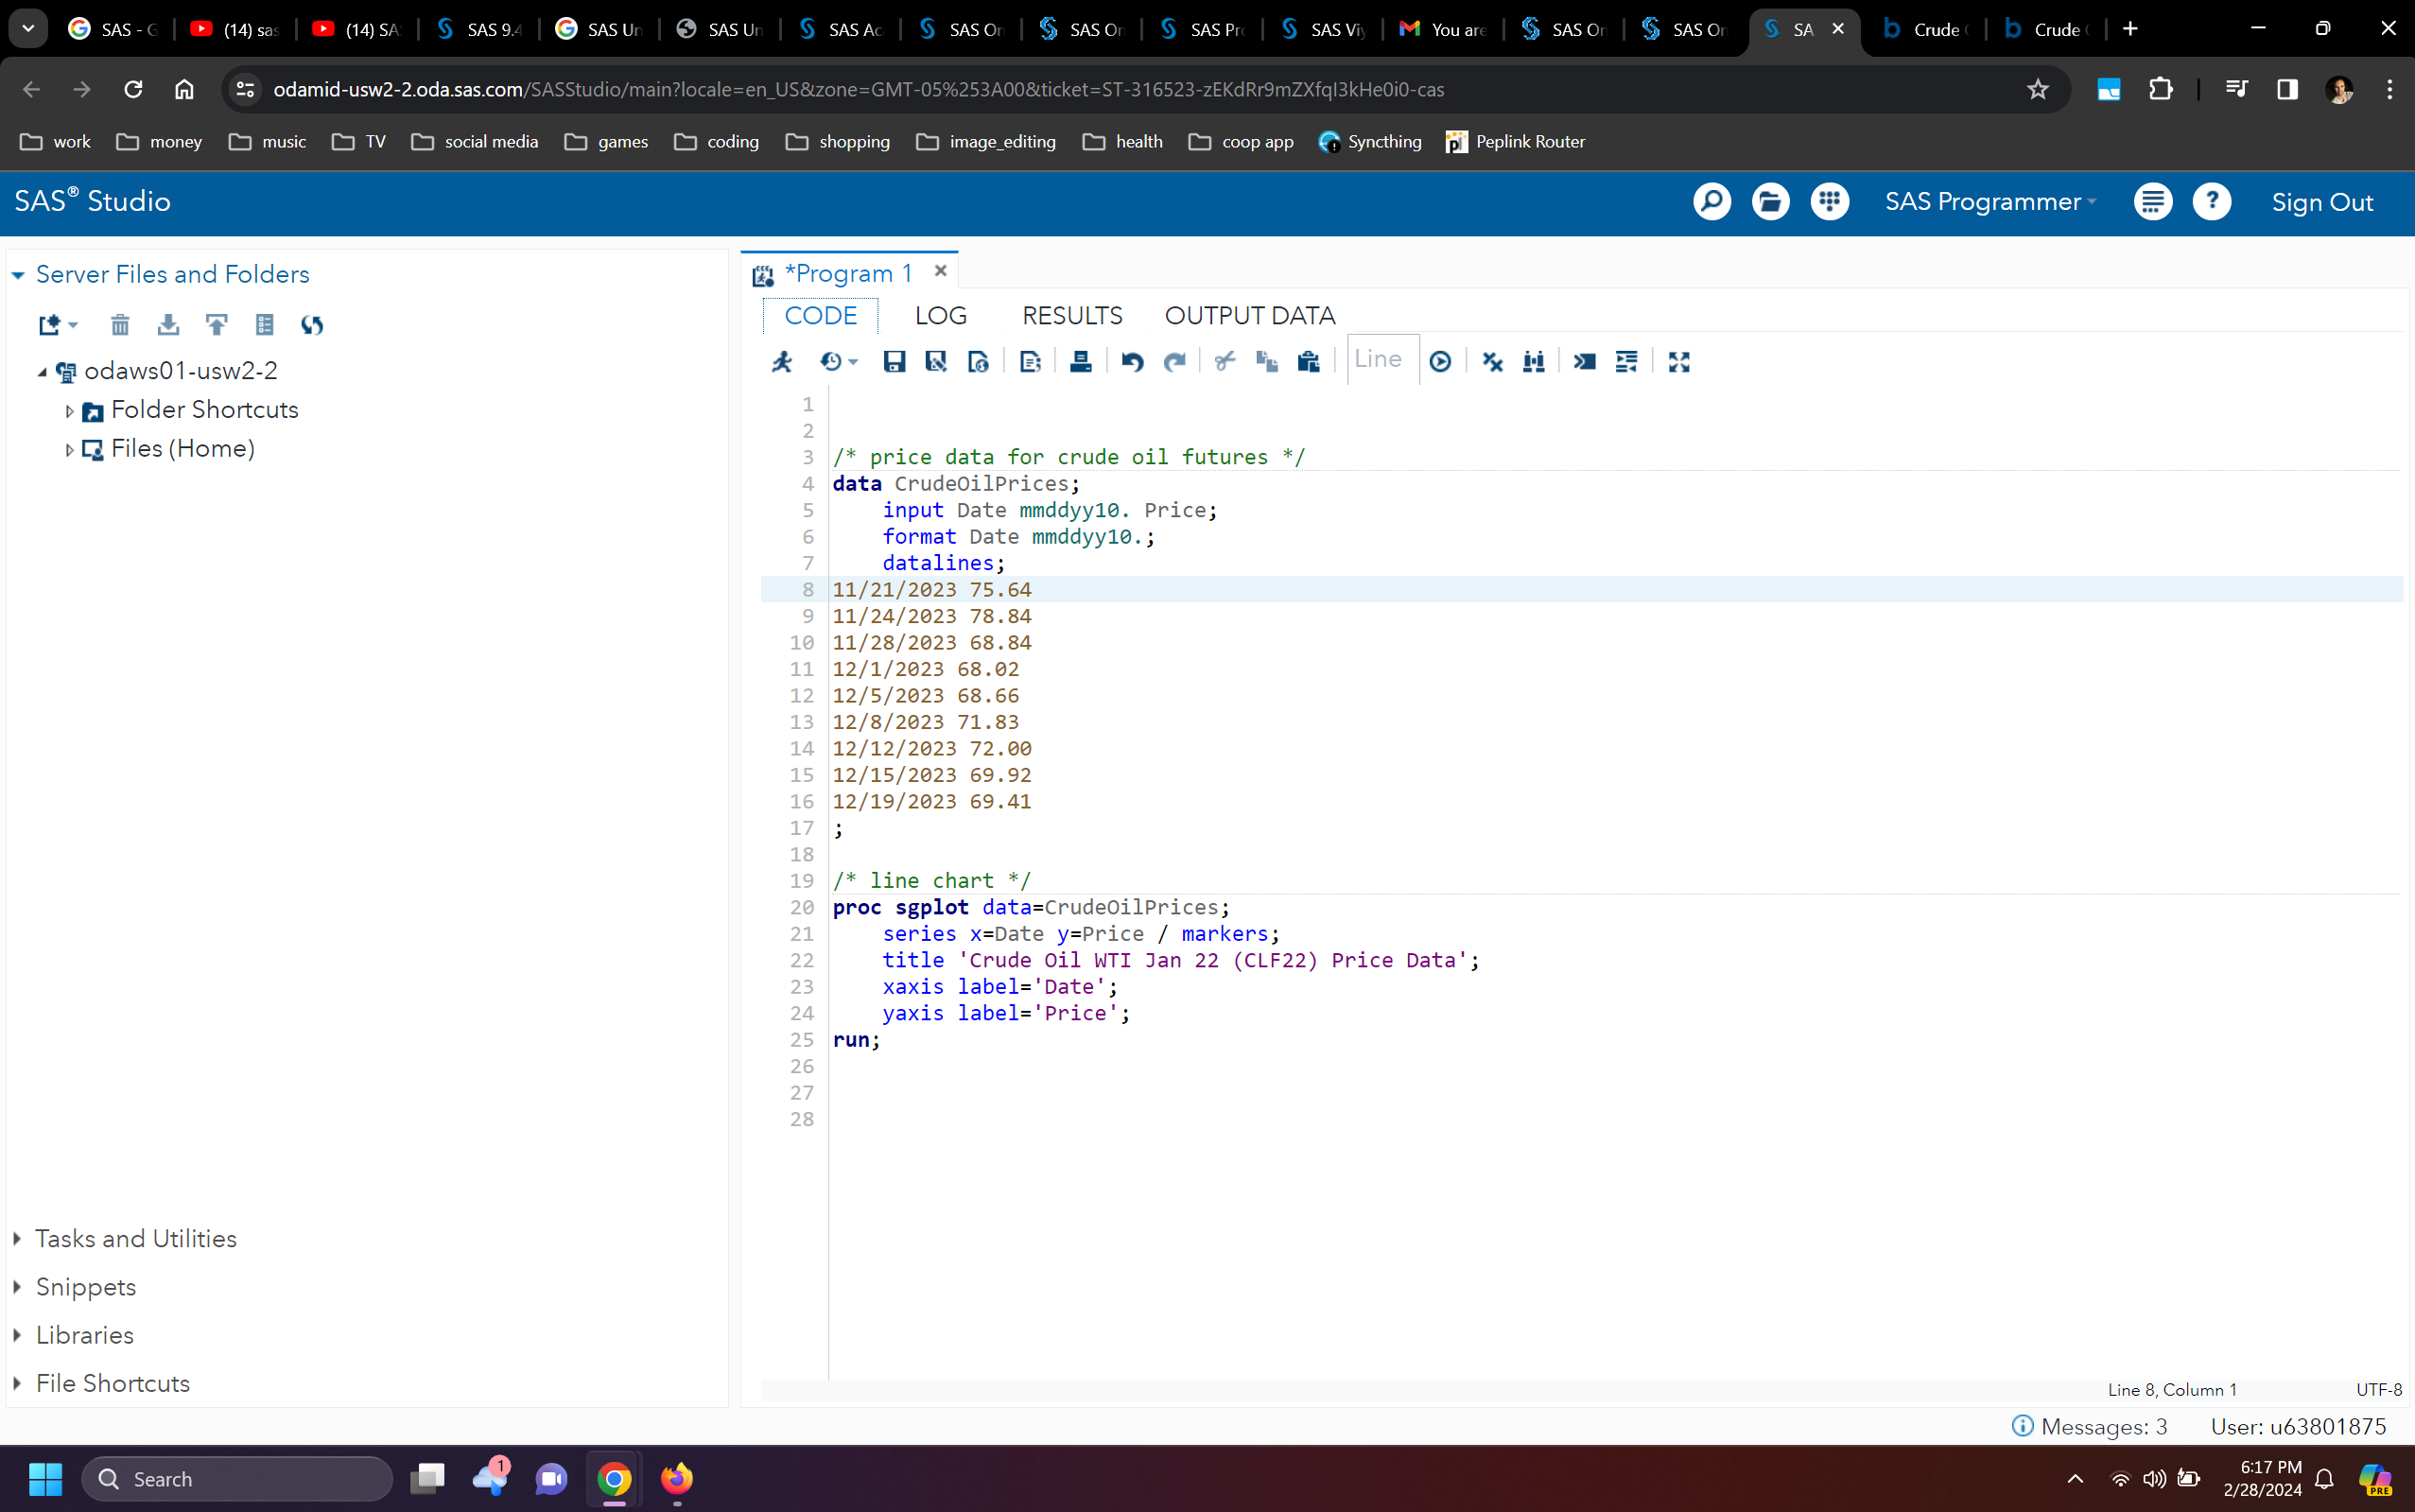 SAS - G
(14) sas
(14) SA
SAS 9.4
SAS Un
SAS Un
SAS Ac
SAS On
SAS On
SAS Pro
SAS Viy
You are
SAS On
SAS On
SA
Crude
Crude
odamid-usw2-2.oda.sas.com/SASStudio/main?locale=en_US&zone=GMT-05%253A00&ticket=ST-316523-zEKdRr9mZXfqI3kHe0i0-cas
work
money
music
TV
social media
games
coding
shopping
image_editing
health
coop app
Syncthing
Peplink Router
SAS® Studio
SAS Programmer
Sign Out
Server Files and Folders
odaws01-usw2-2
Folder Shortcuts
Files (Home)
Tasks and Utilities
Snippets
Libraries
File Shortcuts
*Program 1
CODE LOG RESULTS OUTPUT DATA
Line
1
2
3 /* price data for crude oil futures */
4 data CrudeOilPrices;
5 input Date mmddyy10. Price;
6 format Date mmddyy10.;
7 datalines;
8 11/21/2023 75.64
9 11/24/2023 78.84
10 11/28/2023 68.84
11 12/1/2023 68.02
12 12/5/2023 68.66
13 12/8/2023 71.83
14 12/12/2023 72.00
15 12/15/2023 69.92
16 12/19/2023 69.41
17 ;
18
19 /* line chart */
20 proc sgplot data=CrudeOilPrices;
21 series x=Date y=Price / markers;
22 title 'Crude Oil WTI Jan 22 (CLF22) Price Data';
23 xaxis label='Date';
24 yaxis label='Price';
25 run;
26
27
28
Line 8, Column 1
UTF-8
Messages: 3
User: u63801875
Search
1
6:17 PM
2/28/2024
PRE